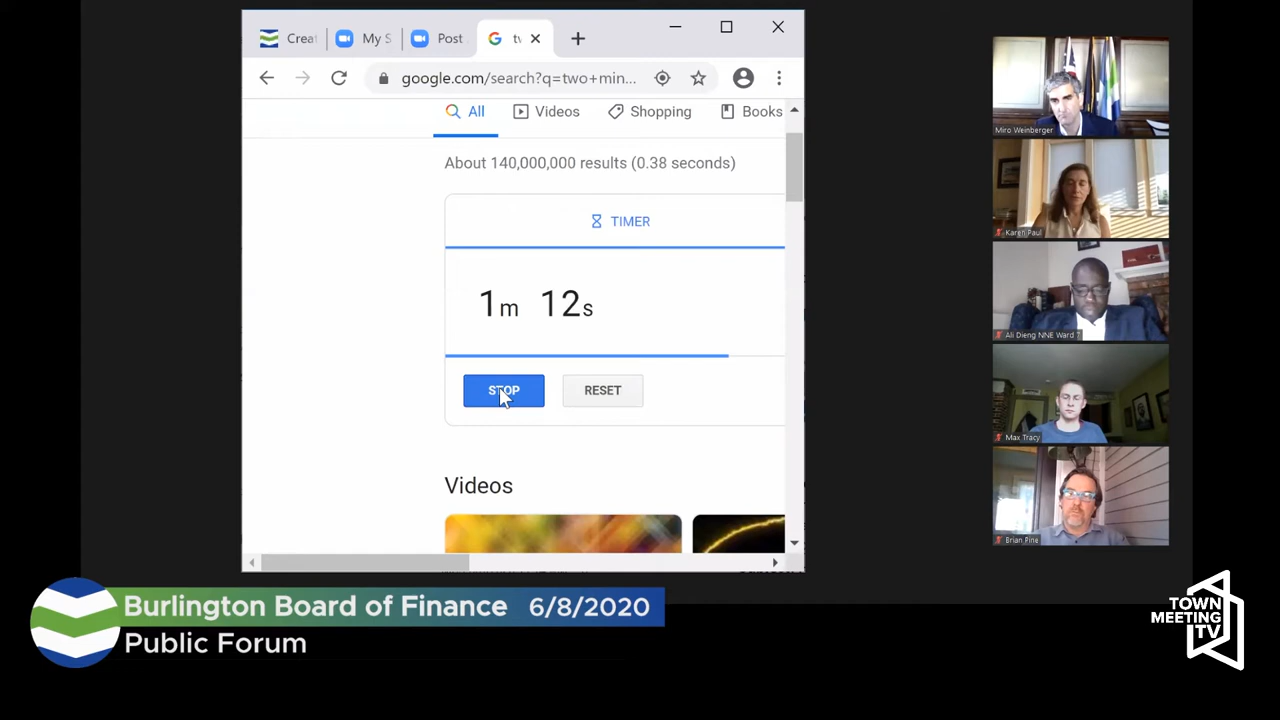 Creat
My S
Post
tw
google.com/search?q=two+min...
All
Videos
Shopping
Books
About 140,000,000 results (0.38 seconds)
TIMER
1m 12s
STOP
RESET
Videos
Miro Weinberger
Karen Paul
Ali Dieng NNE Ward 7
Max Tracy
Brian Pine
Burlington Board of Finance 6/8/2020
Public Forum
TOWN
MEETING
TV